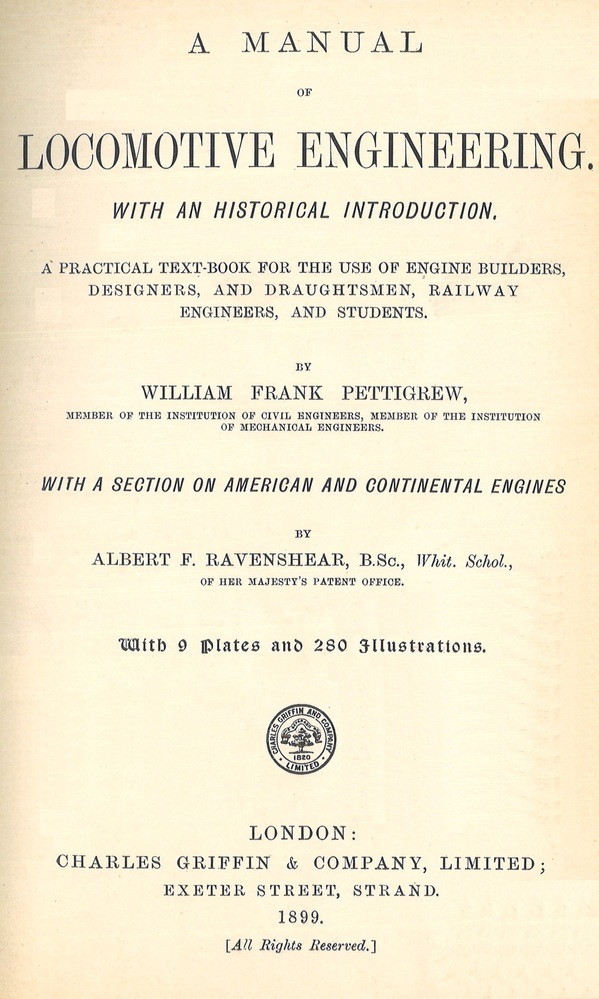 A MANUAL
OF
LOCOMOTIVE ENGINEERING.
WITH AN HISTORICAL INTRODUCTION.
A PRACTICAL TEXT-BOOK FOR THE USE OF ENGINE BUILDERS,
DESIGNERS, AND DRAUGHTSMEN, RAILWAY
ENGINEERS, AND STUDENTS.
BY
WILLIAM FRANK PETTIGREW,
MEMBER OF THE INSTITUTION OF CIVIL ENGINEERS, MEMBER OF THE INSTITUTION
OF MECHANICAL ENGINEERS.
WITH A SECTION ON AMERICAN AND CONTINENTAL ENGINES
BY
ALBERT F. RAVENSHEAR, B.Sc., Whit. Schol.,
OF HER MAJESTY'S PATENT OFFICE.
With 9 Plates and 280 Illustrations.
CHARLES GRIFFIN AND COMPANY
1820
LIMITED
LONDON:
CHARLES GRIFFIN & COMPANY, LIMITED;
EXETER STREET, STRAND.
1899.
[All Rights Reserved.]